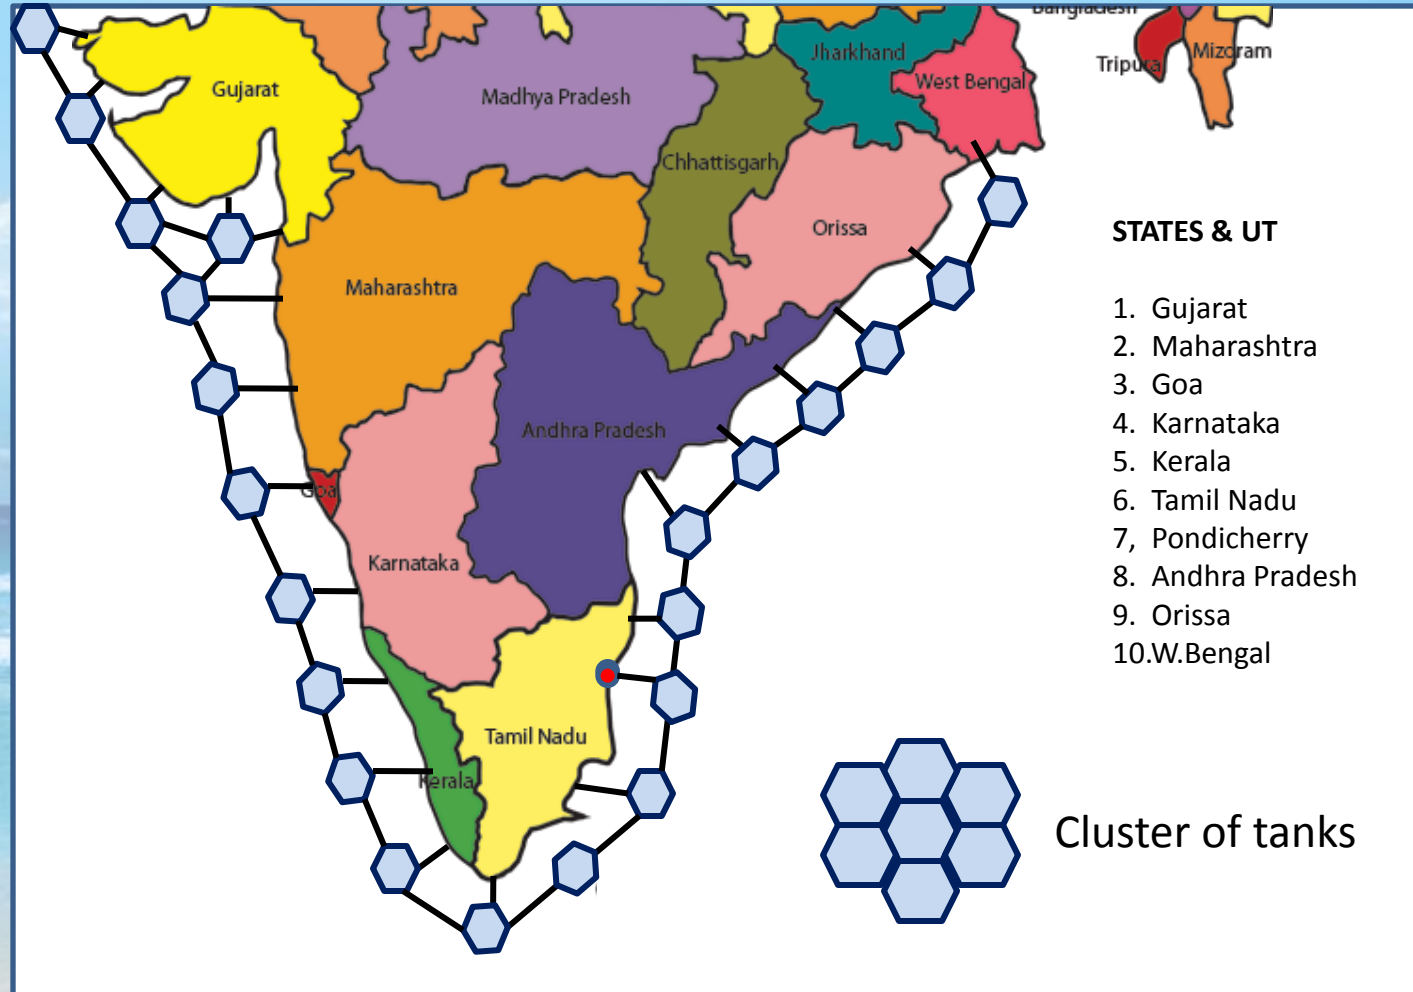 Bangladesh
Jharkhand
Tripura
Mizoram
West Bengal
Gujarat
Madhya Pradesh
Chhattisgarh
Orissa
Maharashtra
Andhra Pradesh
Goa
Karnataka
Tamil Nadu
Kerala
STATES & UT
1. Gujarat
2. Maharashtra
3. Goa
4. Karnataka
5. Kerala
6. Tamil Nadu
7, Pondicherry
8. Andhra Pradesh
9. Orissa
10.W.Bengal
Cluster of tanks